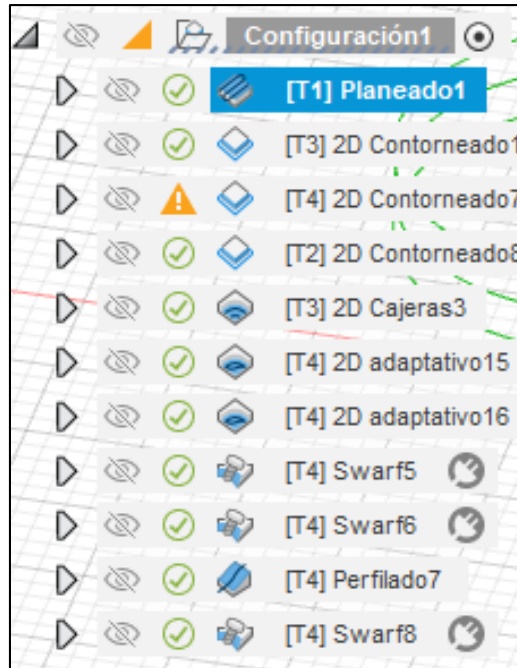 Configuración1
[T1] Planeado1
[T3] 2D Contorneado1
[T4] 2D Contorneado7
[T2] 2D Contorneado8
[T3] 2D Cajeras3
[T4] 2D adaptativo15
[T4] 2D adaptativo16
[T4] Swarf5
[T4] Swarf6
[T4] Perfilado7
[T4] Swarf8